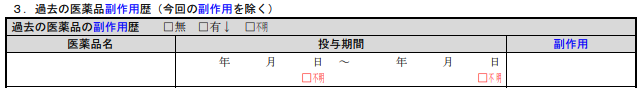 ３．過去の医薬品副作用歴（今回の副作用を除く）
過去の医薬品の副作用歴　□無　□有↓　□不明
医薬品名　投与期間　副作用
年　月　日　～　年　月　日
□不明　□不明